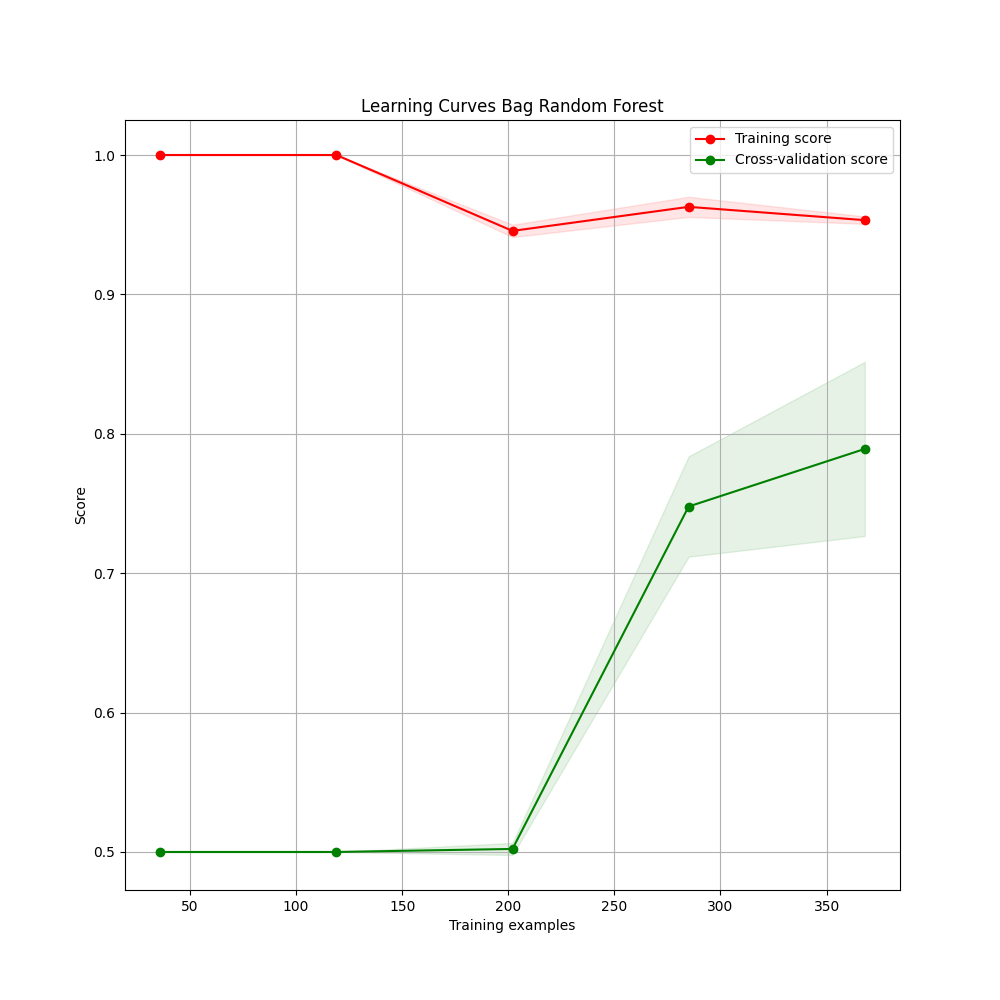 Learning Curves Bag Random Forest
Training score
Cross-validation score
1.0
0.9
0.8
0.7
0.6
0.5
Score
50 100 150 200 250 300 350
Training examples